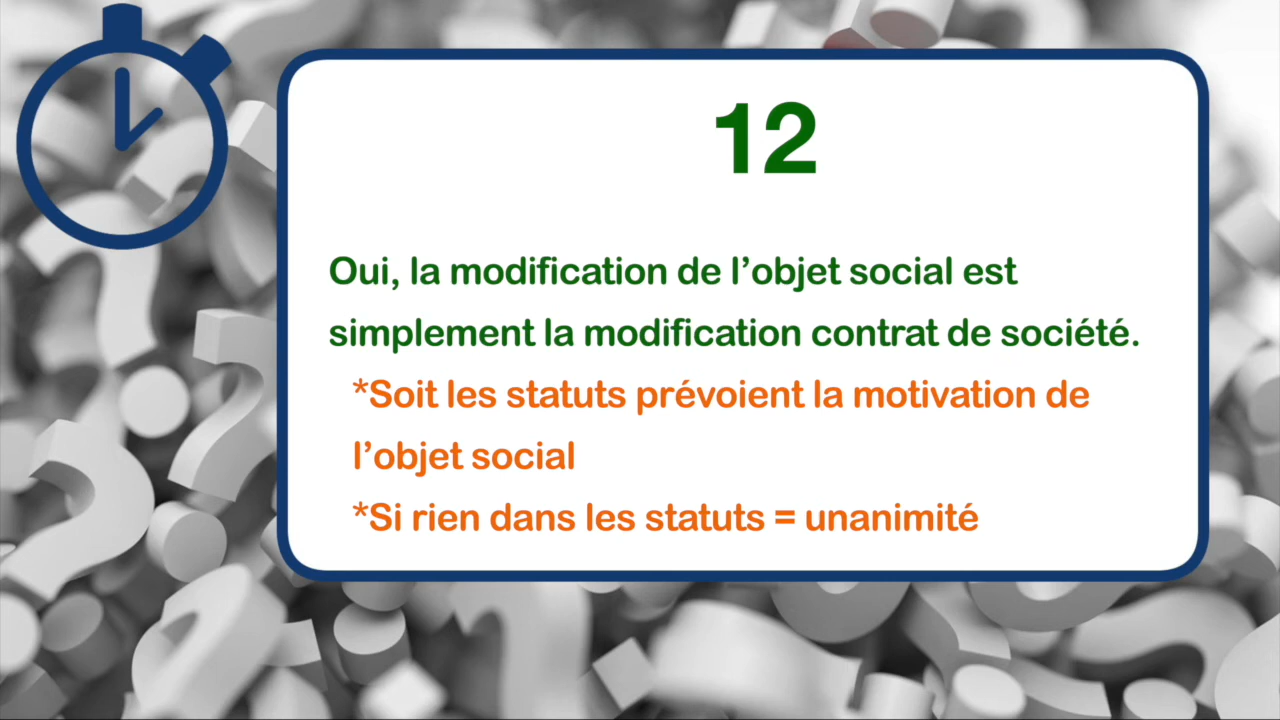 12
Oui, la modification de l’objet social est
simplement la modification contrat de société.
*Soit les statuts prévoient la motivation de
l’objet social
*Si rien dans les statuts = unanimité